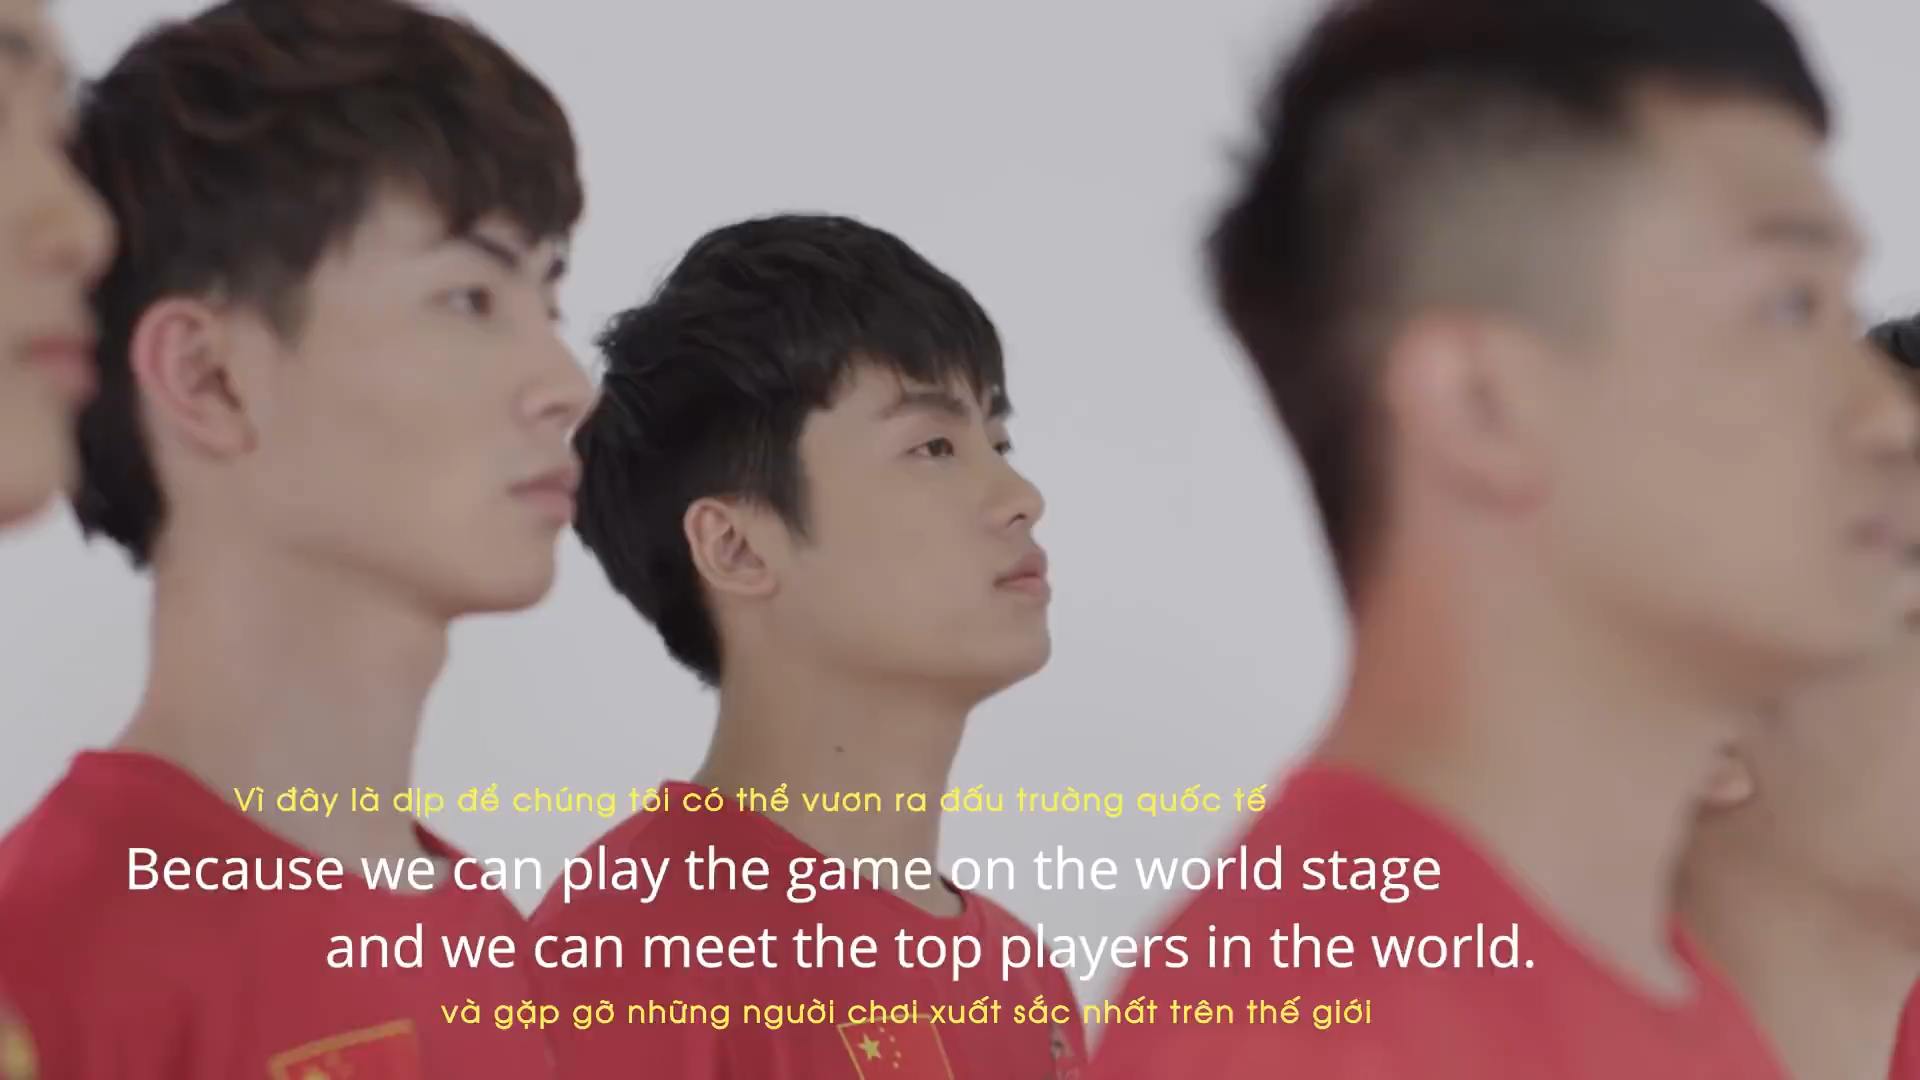 Vì đây là dịp để chúng tôi có thể vươn ra đấu trường quốc tế
Because we can play the game on the world stage
and we can meet the top players in the world.
và gặp gỡ những người chơi xuất sắc nhất trên thế giới